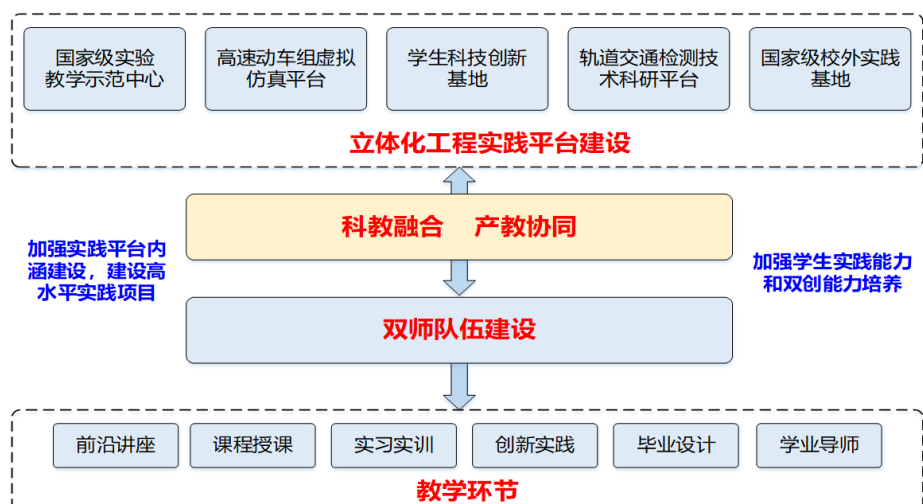 国家级实验
教学示范中心
高速动车组虚拟
仿真平台
学生科技创新
基地
轨道交通检测技
术科研平台
国家级校外实践
基地
立体化工程实践平台建设
科教融合 产教协同
加强实践平台内
涵建设，建设高
水平实践项目
加强学生实践能力
和双创能力培养
双师队伍建设
前沿讲座
课程授课
实习实训
创新实践
毕业设计
学业导师
教学环节